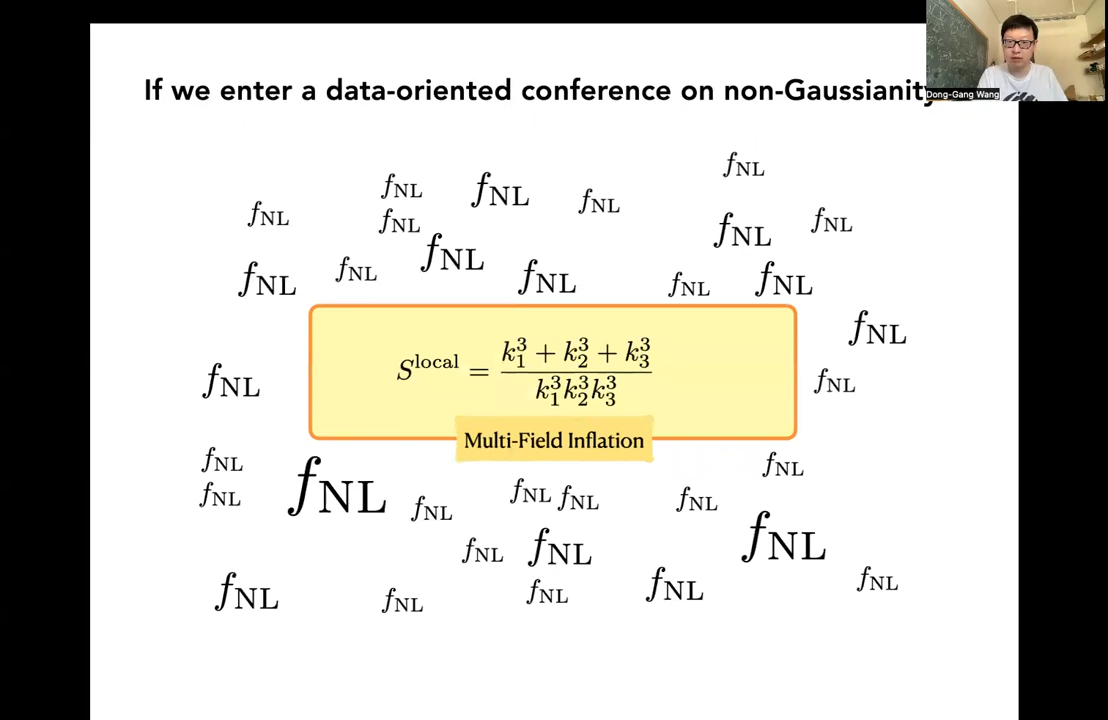 If we enter a data-oriented conference on non-Gaussianity
Dong-Gang Wang
f_NL
f_NL f_NL f_NL
f_NL f_NL f_NL f_NL
f_NL
f_NL f_NL f_NL f_NL f_NL
f_NL
S^local = (k_1^3 + k_2^3 + k_3^3) / (k_1^3 k_2^3 k_3^3)
f_NL f_NL
Multi-Field Inflation
f_NL f_NL
f_NL f_NL f_NL f_NL f_NL f_NL
f_NL f_NL f_NL
f_NL f_NL f_NL f_NL f_NL